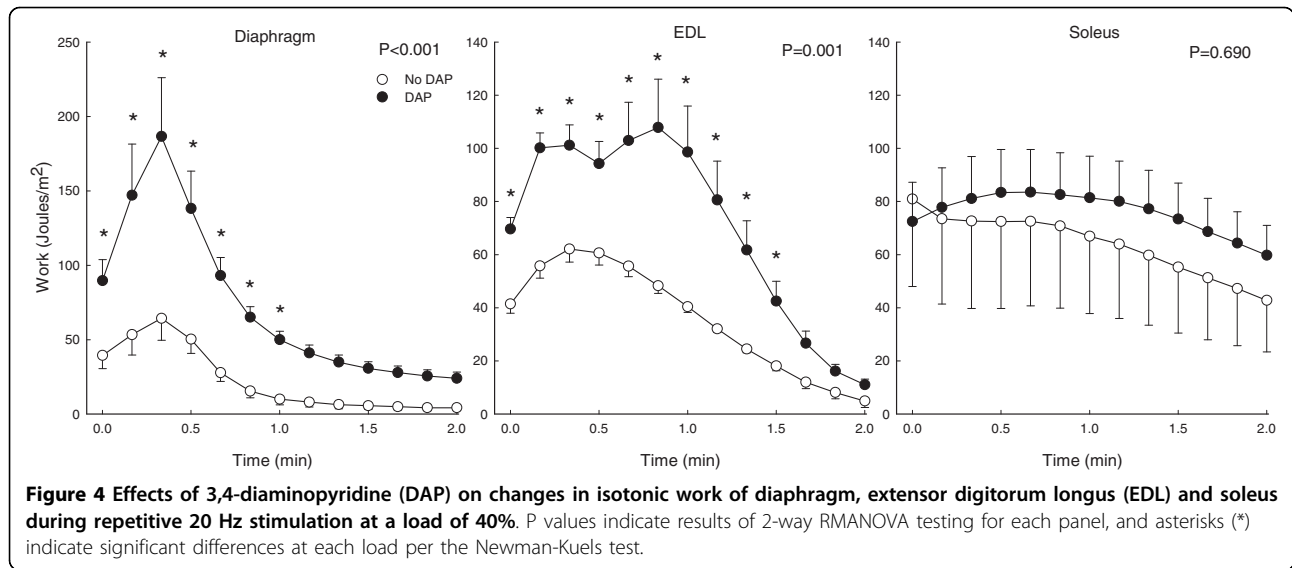 Diaphragm
P<0.001
No DAP
DAP
Work (Joules/m²)
250
200
150
100
50
0
* * * * * * *
0.0 0.5 1.0 1.5 2.0
Time (min)
EDL
P=0.001
140
120
100
80
60
40
20
0
* * * * * * * * * *
0.0 0.5 1.0 1.5 2.0
Time (min)
Soleus
P=0.690
140
120
100
80
60
40
20
0
0.0 0.5 1.0 1.5 2.0
Time (min)
Figure 4 Effects of 3,4-diaminopyridine (DAP) on changes in isotonic work of diaphragm, extensor digitorum longus (EDL) and soleus
during repetitive 20 Hz stimulation at a load of 40%. P values indicate results of 2-way RMANOVA testing for each panel, and asterisks (*)
indicate significant differences at each load per the Newman-Kuels test.